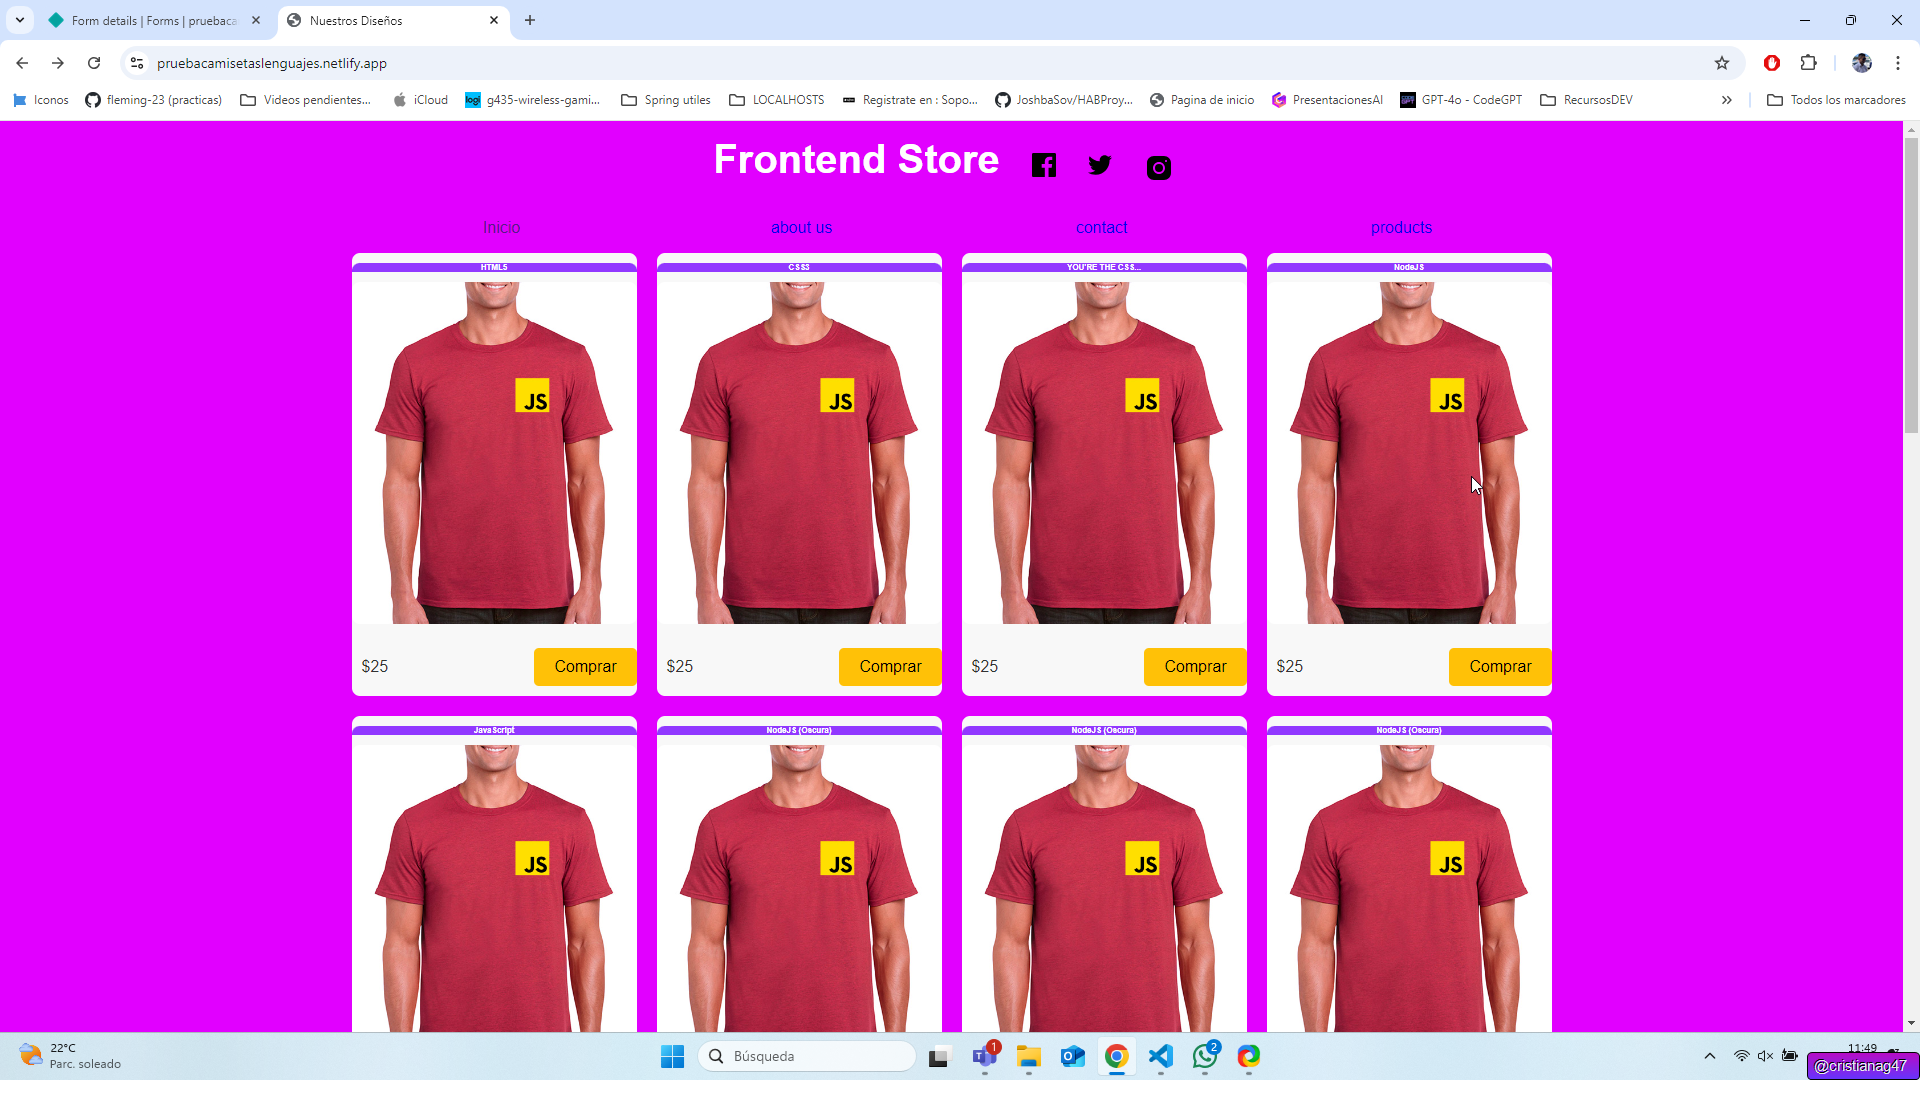 Form details | Forms | pruebaca
Nuestros Diseños
pruebacamisetaslenguajes.netlify.app
Iconos
fleming-23 (practicas)
Videos pendientes...
iCloud
logi
g435-wireless-gami...
Spring utiles
LOCALHOSTS
Registrate en : Sopo...
JoshbaSov/HABProy...
Pagina de inicio
PresentacionesAI
GPT-4o - CodeGPT
RecursosDEV
Todos los marcadores
Frontend Store
Inicio
about us
contact
products
HTML5
CSS3
YOU'RE THE CSS...
NodeJS
JS
JS
JS
JS
$25
Comprar
$25
Comprar
$25
Comprar
$25
Comprar
JavaScript
NodeJS (Oscura)
NodeJS (Oscura)
NodeJS (Oscura)
JS
JS
JS
JS
22°C
Parc. soleado
Búsqueda
1
2
11:49
@cristianag47